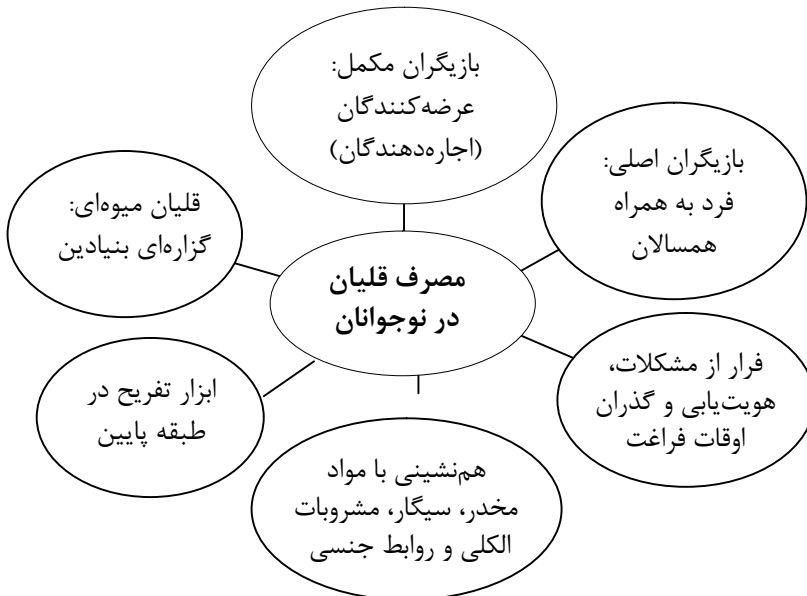 بازیگران مکمل:
عرضه‌کنندگان
(اجاره‌دهندگان)
بازیگران اصلی:
فرد به همراه
همسالان
قلیان میوه‌ای:
گزاره‌ای بنیادین
مصرف قلیان
در نوجوانان
فرار از مشکلات،
هویت‌یابی و گذران
اوقات فراغت
ابزار تفریح در
طبقه پایین
هم‌نشینی با مواد
مخدر، سیگار، مشروبات
الکلی و روابط جنسی